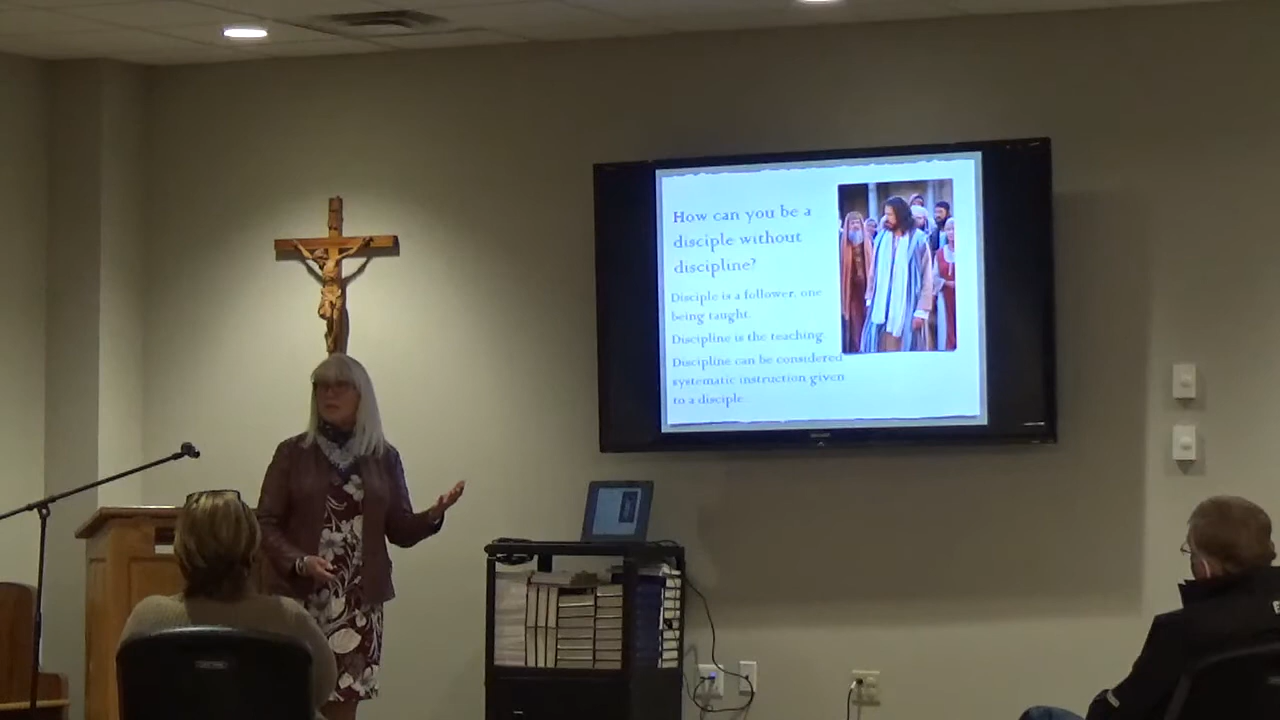 How can you be a
disciple without
discipline?
Disciple is a follower, one
being taught.
Discipline is the teaching
Discipline can be considered
systematic instruction given
to a disciple.